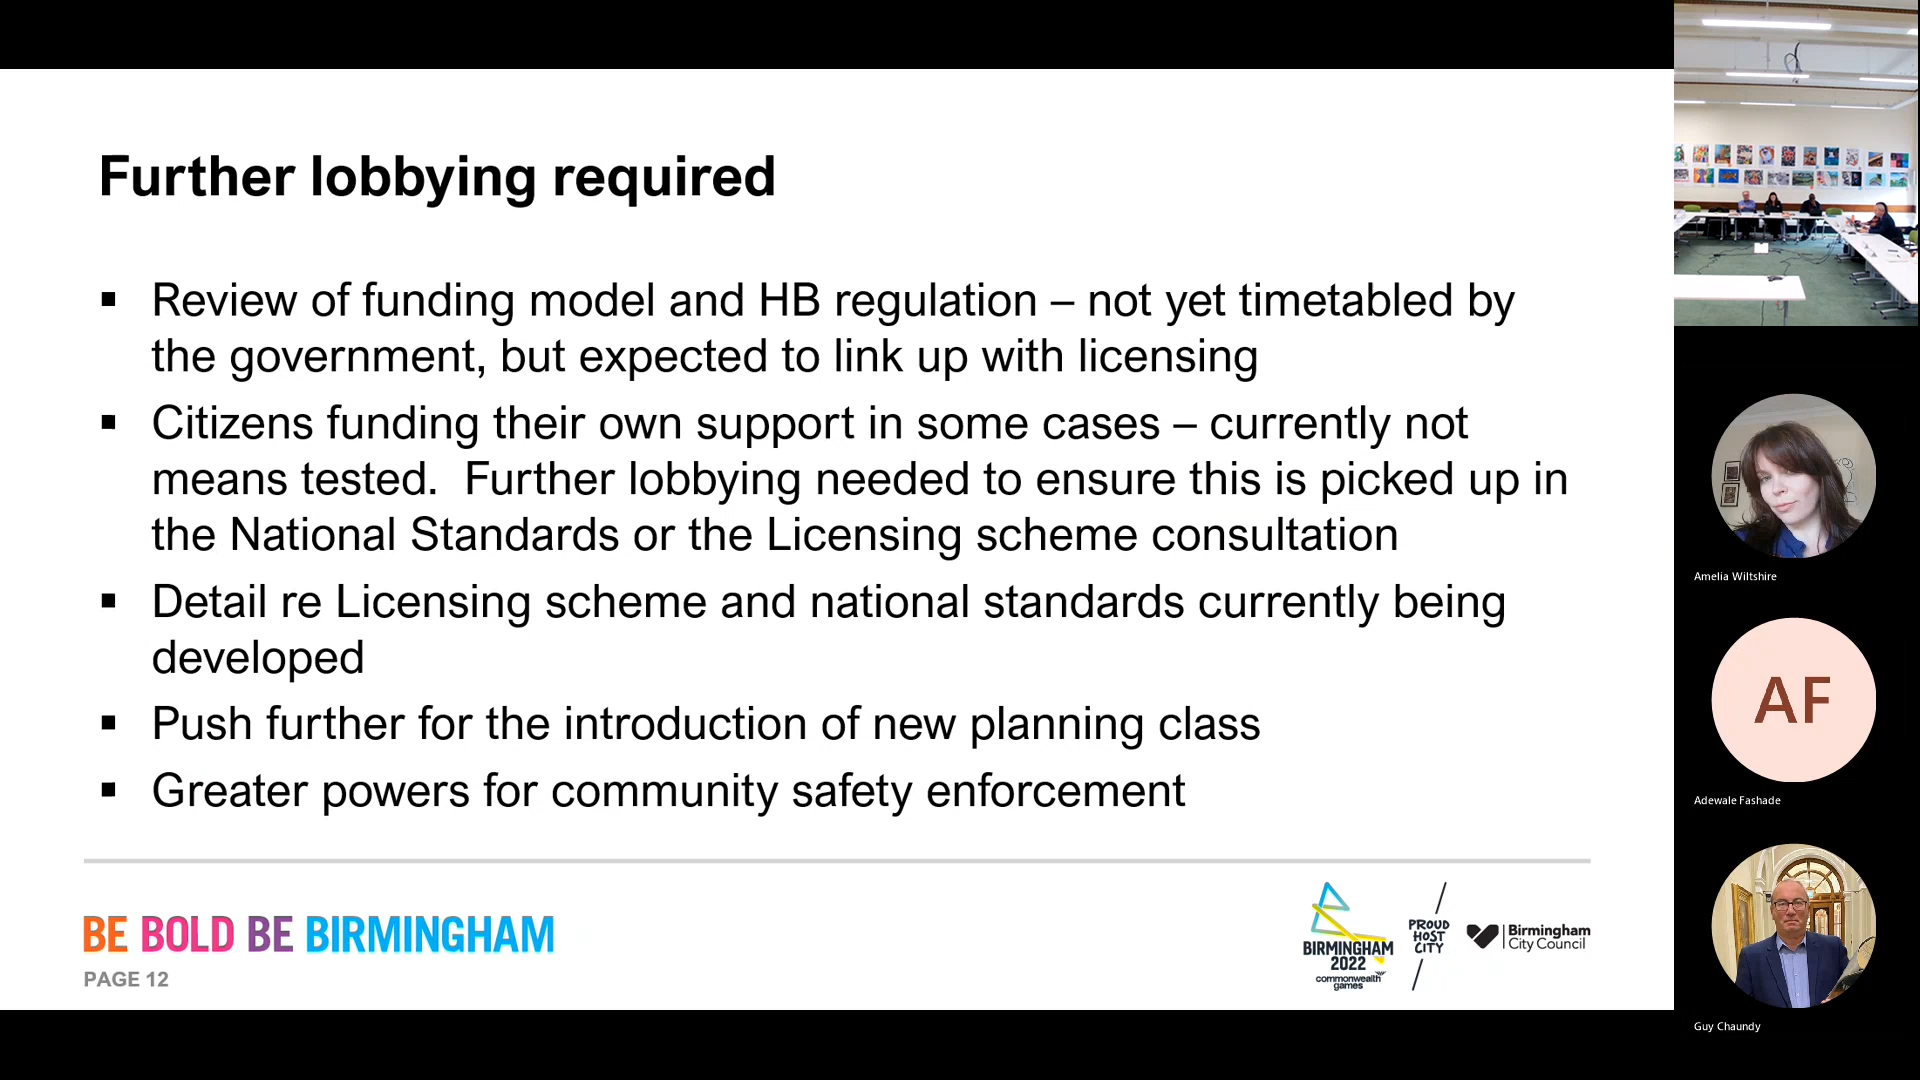 Further lobbying required
▪ Review of funding model and HB regulation – not yet timetabled by
the government, but expected to link up with licensing
▪ Citizens funding their own support in some cases – currently not
means tested.  Further lobbying needed to ensure this is picked up in
the National Standards or the Licensing scheme consultation
▪ Detail re Licensing scheme and national standards currently being
developed
▪ Push further for the introduction of new planning class
▪ Greater powers for community safety enforcement
BE BOLD BE BIRMINGHAM
PAGE 12
BIRMINGHAM
2022
commonwealth
games
PROUD
HOST
CITY
Birmingham
City Council
Amelia Wiltshire
AF
Adewale Fashade
Guy Chaundy